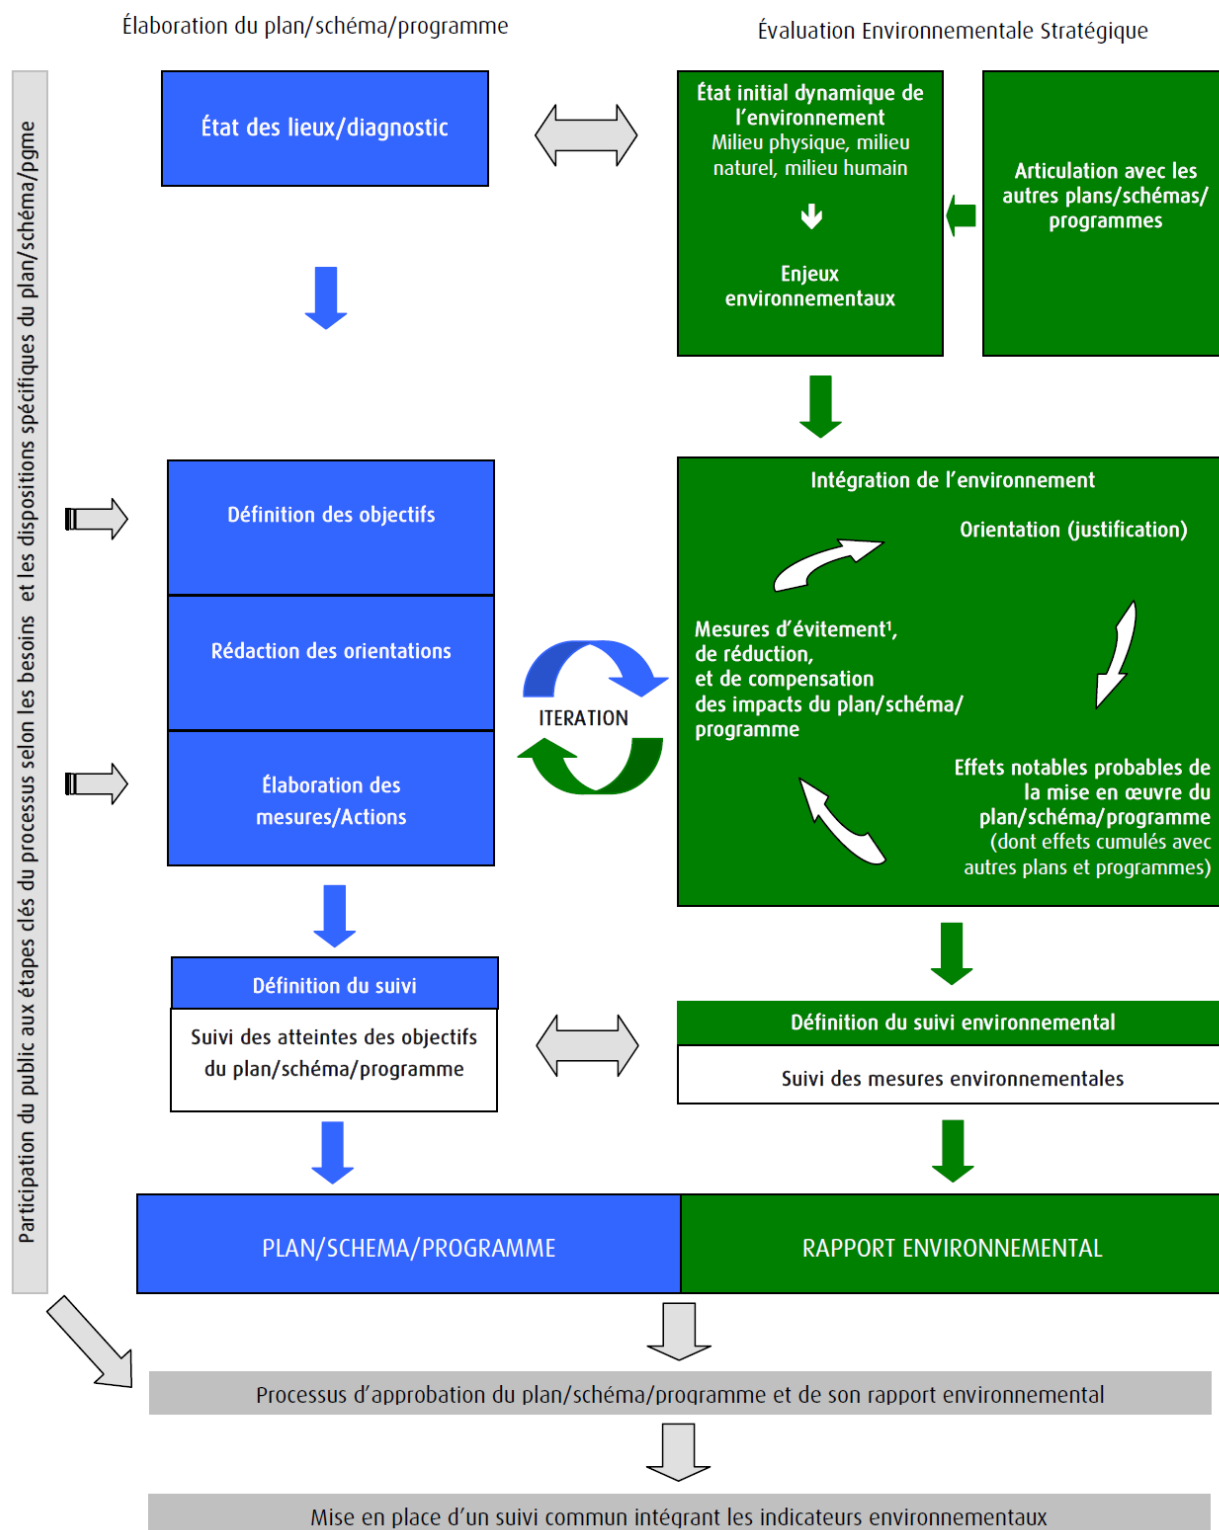 Élaboration du plan/schéma/programme
Évaluation Environnementale Stratégique
Participation du public aux étapes clés du processus selon les besoins et les dispositions spécifiques du plan/schéma/pgme
État des lieux/diagnostic
État initial dynamique de
l'environnement
Milieu physique, milieu
naturel, milieu humain
Enjeux
environnementaux
Articulation avec les
autres plans/schémas/
programmes
Définition des objectifs
Rédaction des orientations
Élaboration des
mesures/Actions
ITERATION
Intégration de l'environnement
Orientation (justification)
Mesures d'évitement¹,
de réduction,
et de compensation
des impacts du plan/schéma/
programme
Effets notables probables de
la mise en œuvre du
plan/schéma/programme
(dont effets cumulés avec
autres plans et programmes)
Définition du suivi
Suivi des atteintes des objectifs
du plan/schéma/programme
Définition du suivi environnemental
Suivi des mesures environnementales
PLAN/SCHEMA/PROGRAMME
RAPPORT ENVIRONNEMENTAL
Processus d'approbation du plan/schéma/programme et de son rapport environnemental
Mise en place d'un suivi commun intégrant les indicateurs environnementaux